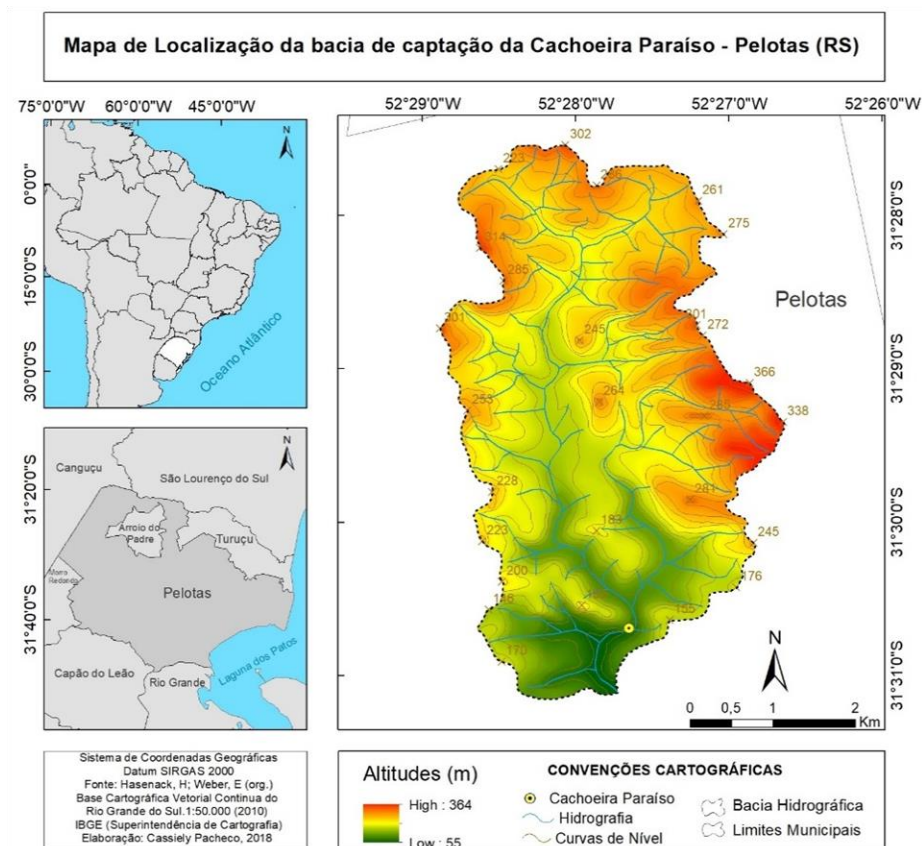 Mapa de Localização da bacia de captação da Cachoeira Paraíso - Pelotas (RS)
75°0'0"W 60°0'0"W 45°0'0"W
0°0'0"
15°0'0"S
30°0'0"S
N
Oceano Atlântico
31°20'0"S
31°40'0"S
N
Canguçu
São Lourenço do Sul
Arroio do
Padre
Turuçu
Morro
Redondo
Pelotas
Capão do Leão
Rio Grande
Laguna dos Patos
52°29'0"W 52°28'0"W 52°27'0"W 52°26'0"W
31°28'0"S
31°29'0"S
31°30'0"S
31°31'0"S
302
223
261
275
314
285
Pelotas
301
272
245
366
264
253
338
281
228
183
223
245
200
176
155
170
N
0 0,5 1 2
Km
Sistema de Coordenadas Geográficas
Datum SIRGAS 2000
Fonte: Hasenack, H; Weber, E (org.)
Base Cartográfica Vetorial Contínua do
Rio Grande do Sul.1:50.000 (2010)
IBGE (Superintendência de Cartografia)
Elaboração: Cassiely Pacheco, 2018
Altitudes (m)
High : 364
Low : 55
CONVENÇÕES CARTOGRÁFICAS
Cachoeira Paraíso
Hidrografia
Curvas de Nível
Bacia Hidrográfica
Limites Municipais